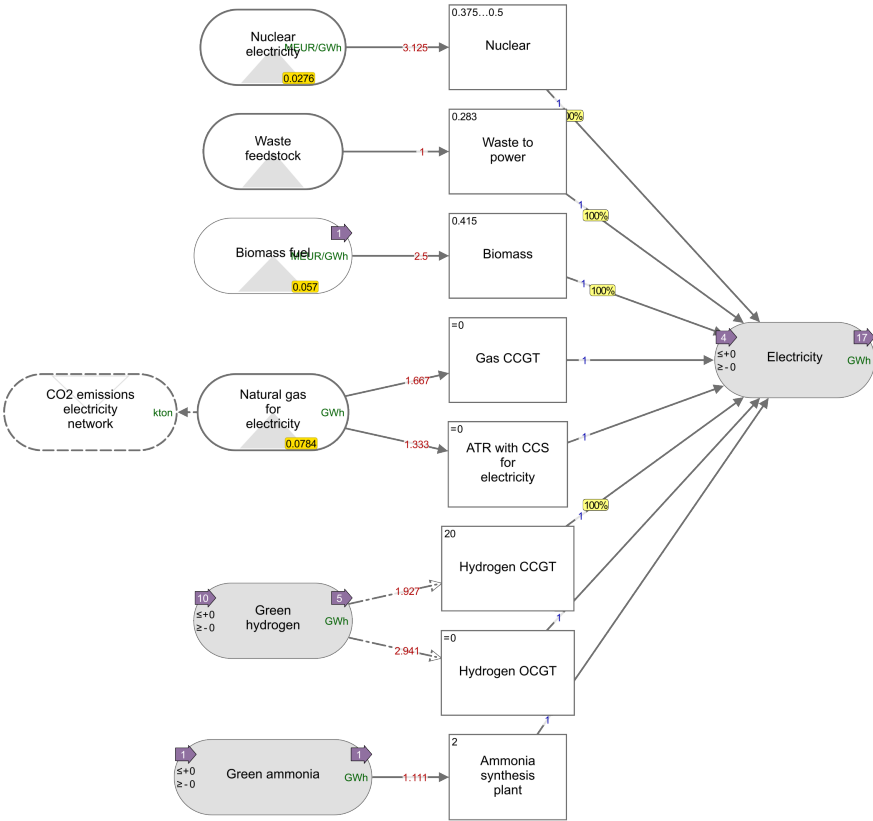 Nuclear
electricity
MEUR/GWh
0.0276
3.125
0.375...0.5
Nuclear
1
00%
Waste
feedstock
1
0.283
Waste to
power
1
100%
1
Biomass fuel
MEUR/GWh
0.057
2.5
0.415
Biomass
1
100%
=0
Gas CCGT
1
4
≤+0
≥-0
Electricity
17
GWh
CO2 emissions
electricity
network
kton
Natural gas
for
electricity
GWh
0.0784
1.667
1.333
=0
ATR with CCS
for
electricity
1
100%
1
20
Hydrogen CCGT
10
≤+0
≥-0
Green
hydrogen
5
GWh
1.927
2.941
1
=0
Hydrogen OCGT
1
1
≤+0
≥-0
Green ammonia
1
GWh
1.111
2
Ammonia
synthesis
plant